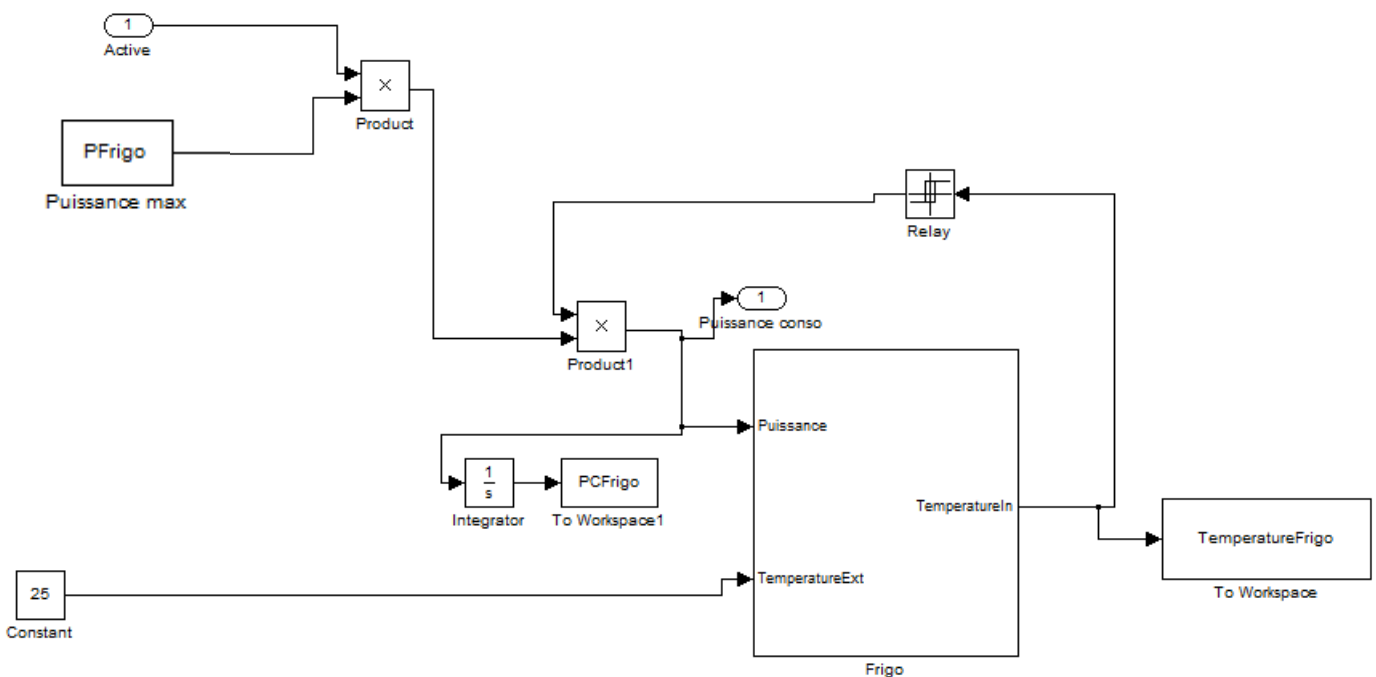 1
Active
×
Product
PFrigo
Puissance max
Relay
1
Puissance conso
×
Product1
Puissance
1
s
Integrator
PCFrigo
To Workspace1
TemperatureIn
TemperatureFrigo
To Workspace
TemperatureExt
25
Constant
Frigo